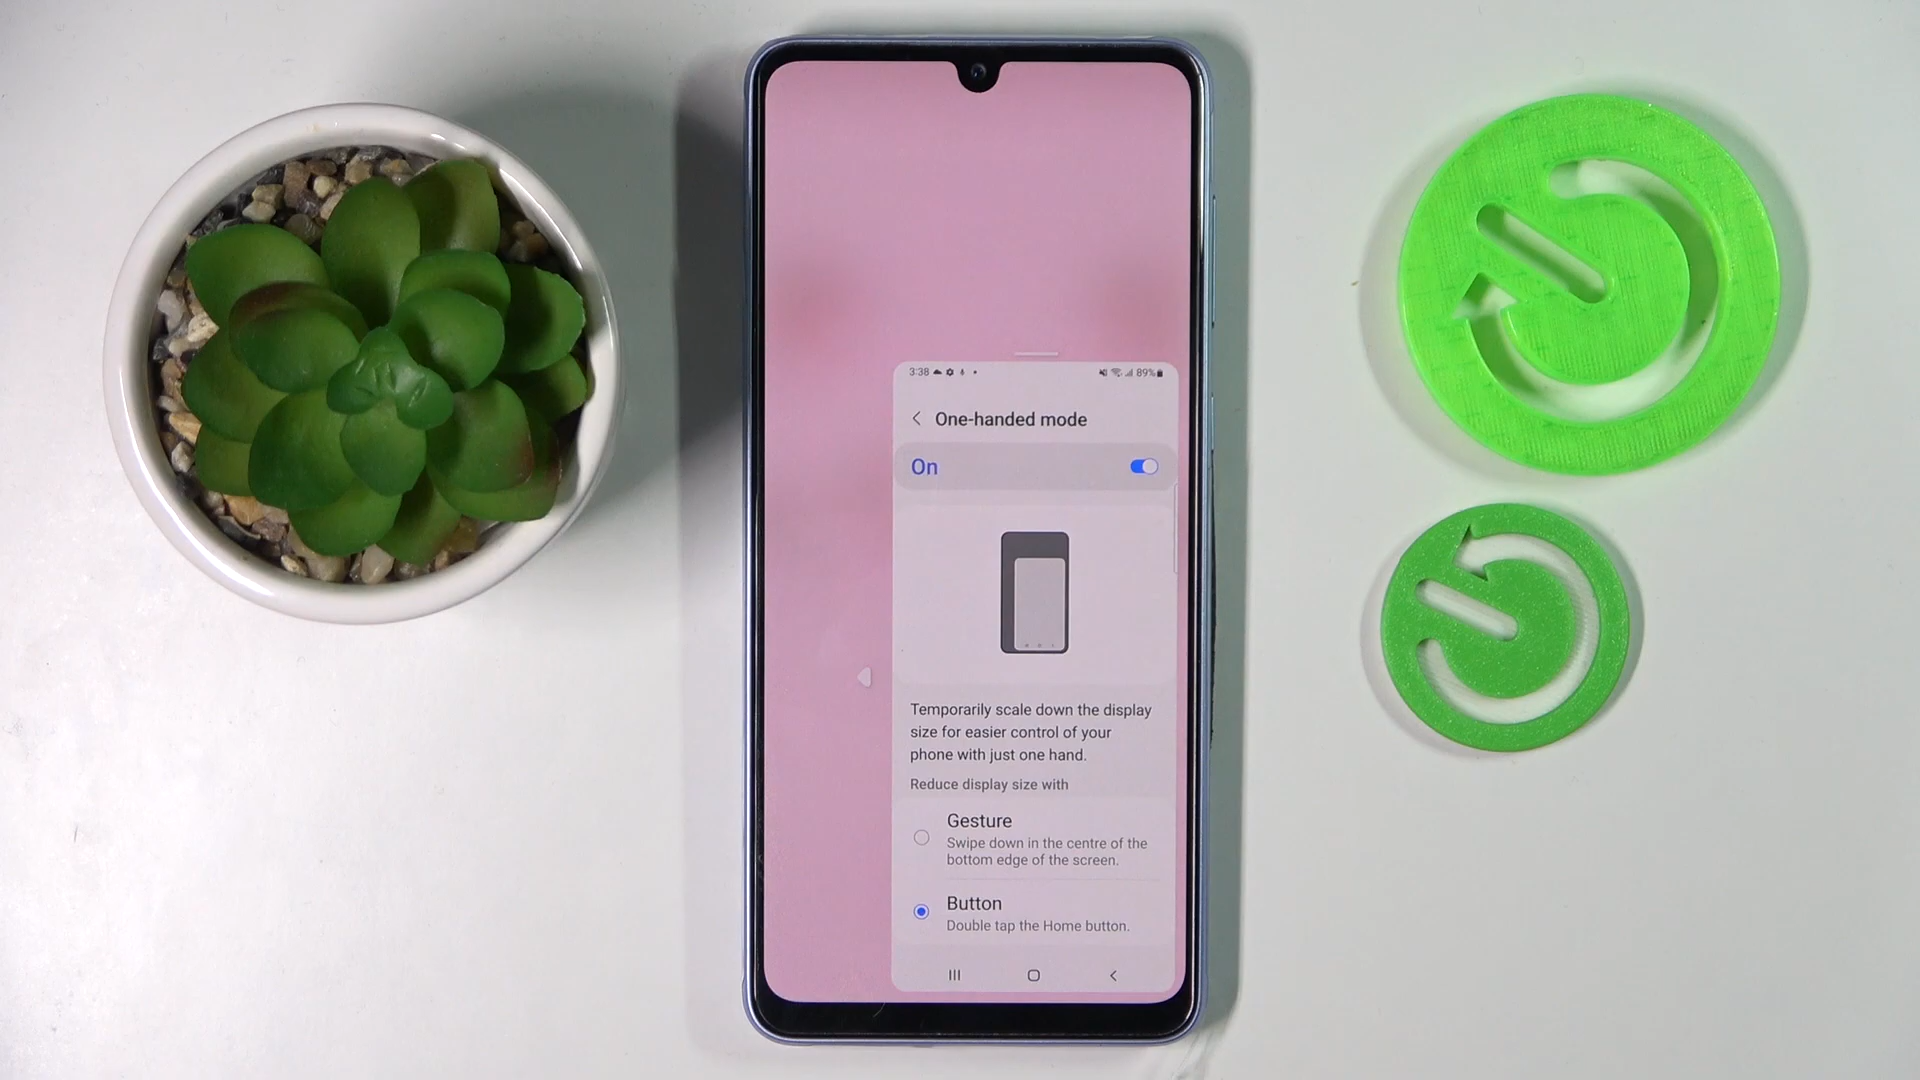 3:38
89%
One-handed mode
On
Temporarily scale down the display
size for easier control of your
phone with just one hand.
Reduce display size with
Gesture
Swipe down in the centre of the
bottom edge of the screen.
Button
Double tap the Home button.